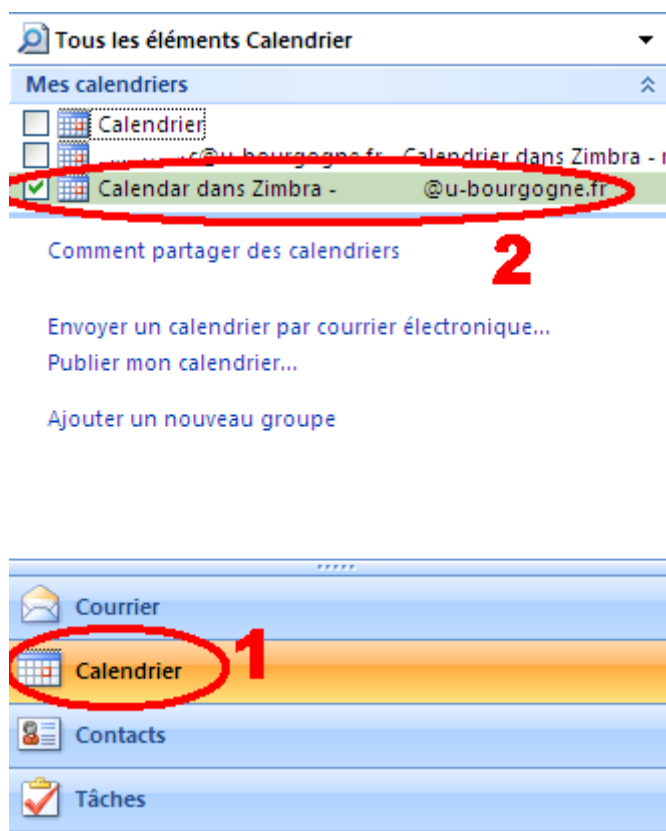 Tous les éléments Calendrier
Mes calendriers
Calendrier
c@u-bourgogne.fr - Calendrier dans Zimbra -
Calendar dans Zimbra - @u-bourgogne.fr
2
Comment partager des calendriers
Envoyer un calendrier par courrier électronique...
Publier mon calendrier...
Ajouter un nouveau groupe
Courrier
1
Calendrier
Contacts
Tâches